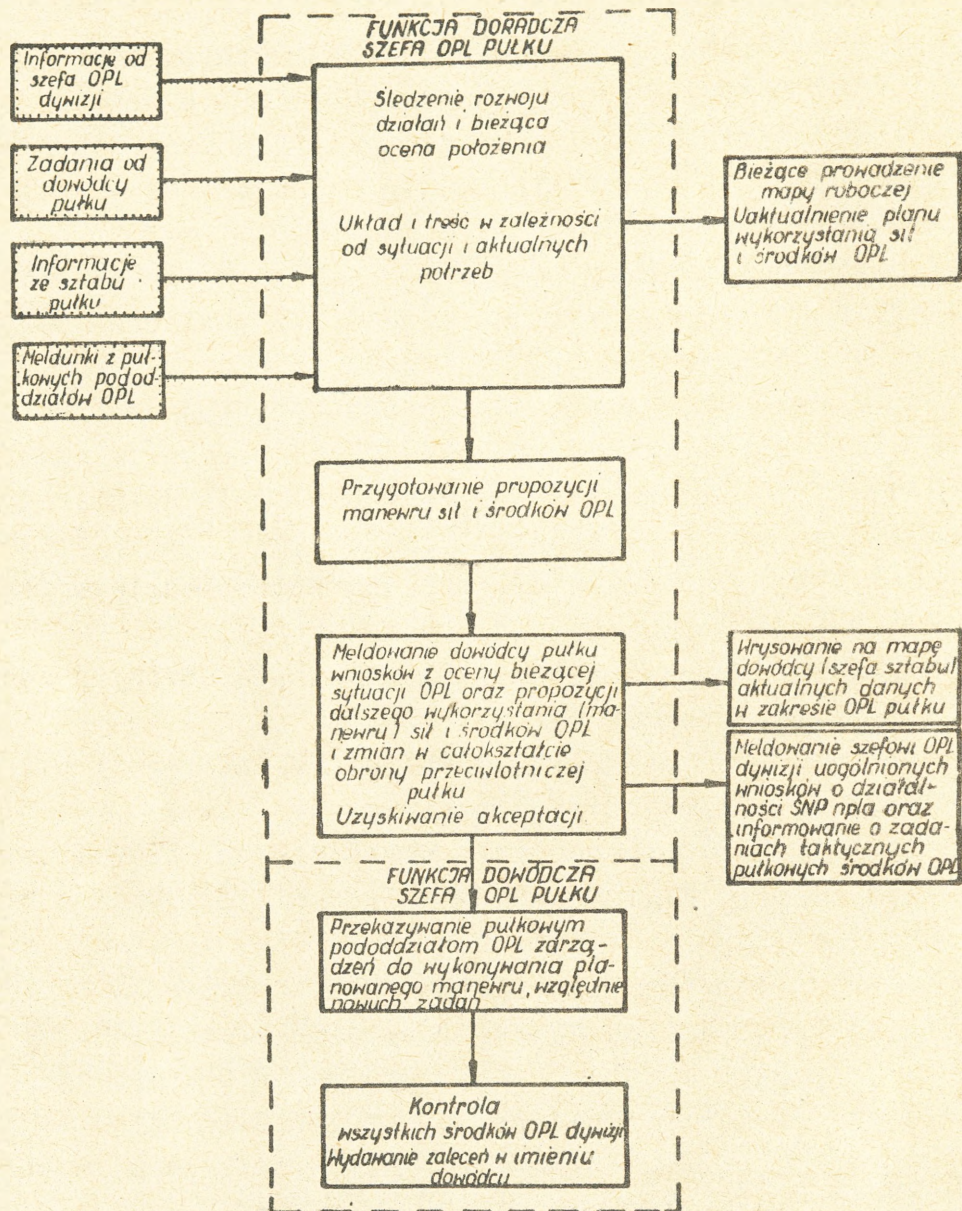 FUNKCJA DORADCZA
SZEFA OPL PUŁKU
Informacje od
szefa OPL
dywizji
Zadania od
dowódcy
pułku
Informacje
ze sztabu
pułku
Meldunki z puł-
kowych podod-
działów OPL
Śledzenie rozwoju
działań i bieżąca
ocena położenia
Układ i treść w zależności
od sytuacji i aktualnych
potrzeb
Bieżące prowadzenie
mapy roboczej
Uaktualnienie planu
wykorzystania sił
i środków OPL
Przygotowanie propozycji
manewru sił i środków OPL
Meldowanie dowódcy pułku
wniosków z oceny bieżącej
sytuacji OPL oraz propozycji
dalszego wykorzystania (ma-
newru) sił i środków OPL
i zmian w całokształcie
obrony przeciwlotniczej
pułku
Uzyskiwanie akceptacji
Wrysowanie na mapę
dowódcy (szefa sztabu)
aktualnych danych
w zakresie OPL pułku
Meldowanie szefowi OPL
dywizji uogólnionych
wniosków o działal-
ności ŚNP npla oraz
informowanie o zada-
niach taktycznych
pułkowych środków OPL
FUNKCJA DOWÓDCZA
SZEFA OPL PUŁKU
Przekazywanie pułkowym
pododdziałom OPL zarzą-
dzeń do wykonywania pla-
nowanego manewru, względnie
nowych zadań
Kontrola
wszystkich środków OPL dywizji
Wydawanie zaleceń w imieniu
dowódcy